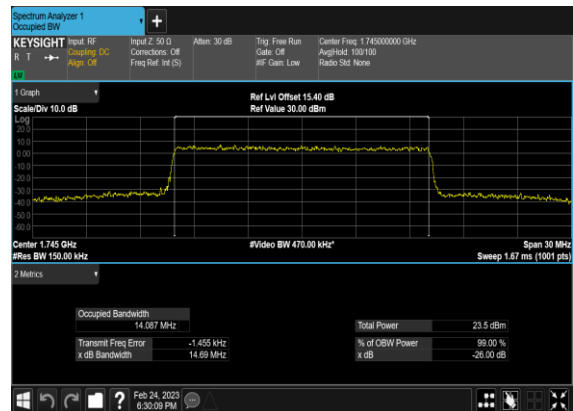 Spectrum Analyzer 1
Occupied BW
KEYSIGHT
R T
LW
Input: RF
Coupling: DC
Align: Off
Input Z: 50 Ω
Corrections: Off
Freq Ref: Int (S)
Atten: 30 dB
Trig: Free Run
Gate: Off
#IF Gain: Low
Center Freq: 1.745000000 GHz
Avg|Hold: 100/100
Radio Std: None
1 Graph
Scale/Div 10.0 dB
Ref Lvl Offset 15.40 dB
Ref Value 30.00 dBm
Log
20.0
10.0
0.00
-10.0
-20.0
-30.0
-40.0
-50.0
-60.0
Center 1.745 GHz
#Res BW 150.00 kHz
#Video BW 470.00 kHz*
Span 30 MHz
Sweep 1.67 ms (1001 pts)
2 Metrics
Occupied Bandwidth
14.087 MHz
Total Power 23.5 dBm
Transmit Freq Error -1.455 kHz
% of OBW Power 99.00 %
x dB Bandwidth 14.69 MHz
x dB -26.00 dB
?
Feb 24, 2023
6:30:09 PM